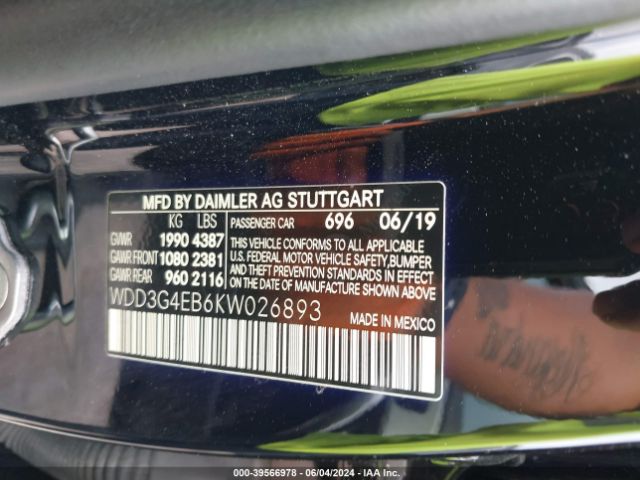 MFD BY DAIMLER AG STUTTGART
KG LBS PASSENGER CAR 696 06/19
GVWR 1990 4387 THIS VEHICLE CONFORMS TO ALL APPLICABLE
GAWR FRONT 1080 2381 U.S. FEDERAL MOTOR VEHICLE SAFETY, BUMPER
GAWR REAR 960 2116 AND THEFT PREVENTION STANDARDS IN
EFFECT ON THE DATE OF MANUFACTURE
WDD3G4EB6KW026893 SHOWN ABOVE.
MADE IN MEXICO
000-39566978 - 06/04/2024 - IAA Inc.